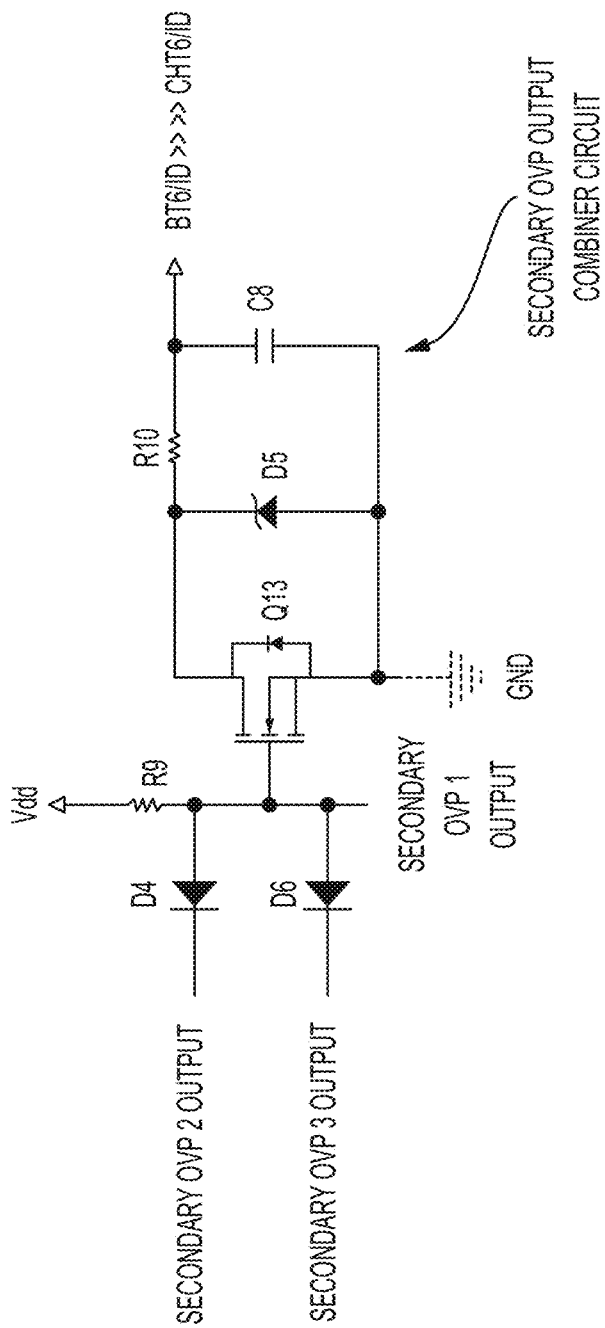 BT6/ID >> >> CHT6/ID
Vdd
R10
C8
D5
Q13
R9
D4
D6
GND
SECONDARY
OVP 1
OUTPUT
SECONDARY OVP 2 OUTPUT
SECONDARY OVP 3 OUTPUT
SECONDARY OVP OUTPUT
COMBINER CIRCUIT